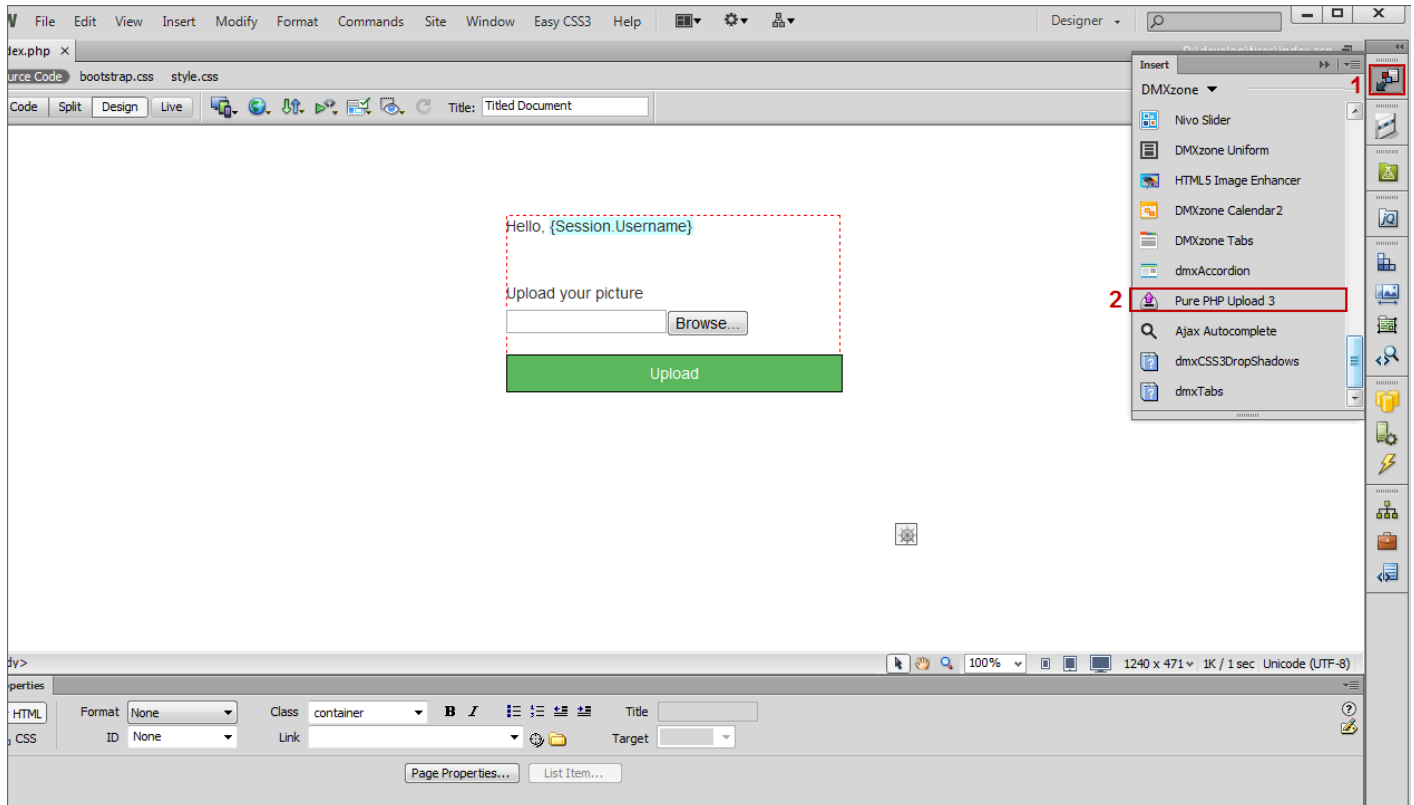 File Edit View Insert Modify Format Commands Site Window Easy CSS3 Help Designer
dex.php
urce Code bootstrap.css style.css
Code Split Design Live Title: Titled Document
Insert
1
DMXzone
Nivo Slider
DMXzone Uniform
HTML5 Image Enhancer
DMXzone Calendar2
DMXzone Tabs
dmxAccordion
2 Pure PHP Upload 3
Ajax Autocomplete
dmxCSS3DropShadows
dmxTabs
Hello, {Session.Username}
Upload your picture
Browse...
Upload
dy>
100% 1240 x 471 1K / 1 sec Unicode (UTF-8)
perties
HTML Format None Class container B I Title
CSS ID None Link Target
Page Properties... List Item...